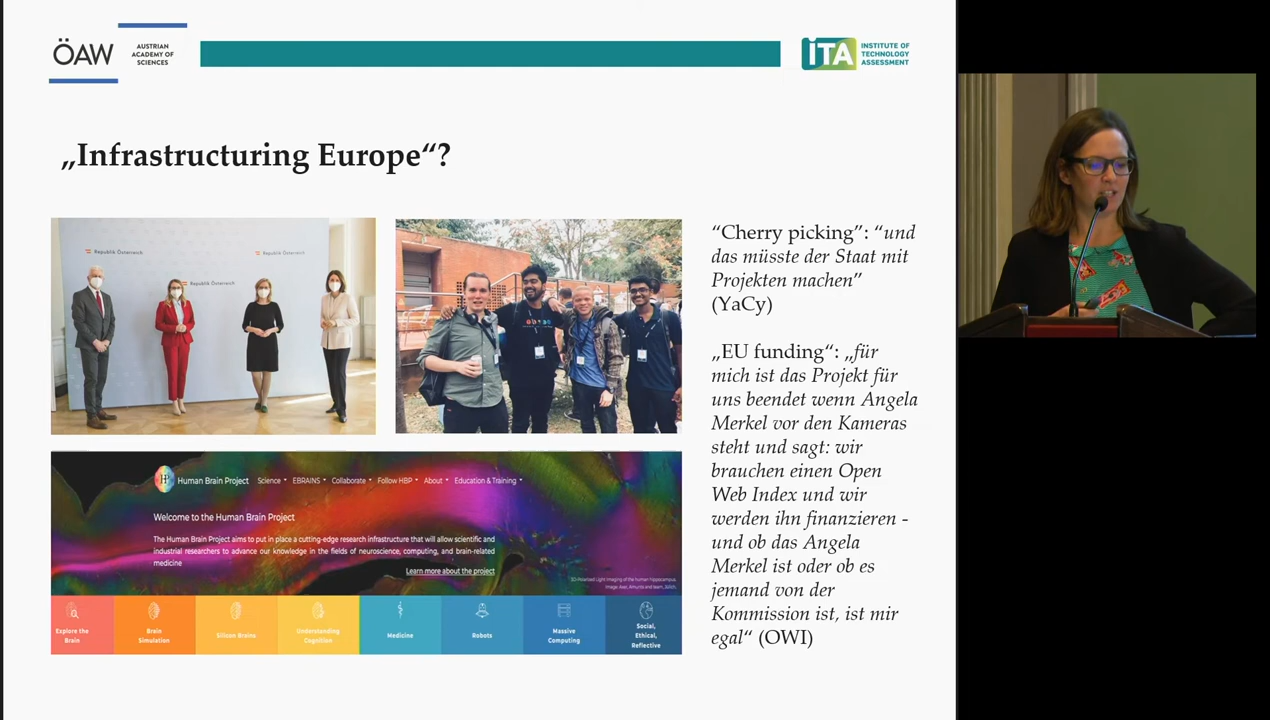 ÖAW
AUSTRIAN
ACADEMY OF
SCIENCES
iTA
INSTITUTE OF
TECHNOLOGY
ASSESSMENT
„Infrastructuring Europe“?
Republik Österreich
Republik Österreich
Republik Österreich
“Cherry picking”: “und
das müsste der Staat mit
Projekten machen”
(YaCy)
„EU funding“: „für
mich ist das Projekt für
uns beendet wenn Angela
Merkel vor den Kameras
steht und sagt: wir
brauchen einen Open
Web Index und wir
werden ihn finanzieren -
und ob das Angela
Merkel ist oder ob es
jemand von der
Kommission ist, ist mir
egal“ (OWI)
Human Brain Project Science EBRAINS Collaborate Follow HBP About Education & Training
Welcome to the Human Brain Project
The Human Brain Project aims to put in place a cutting-edge research infrastructure that will allow scientific and
industrial researchers to advance our knowledge in the fields of neuroscience, computing, and brain-related
medicine
Learn more about the project
Explore the
Brain
Brain
Simulation
Silicon Brains
Understanding
Cognition
Medicine
Robots
Massive
Computing
Social,
Ethical,
Reflective